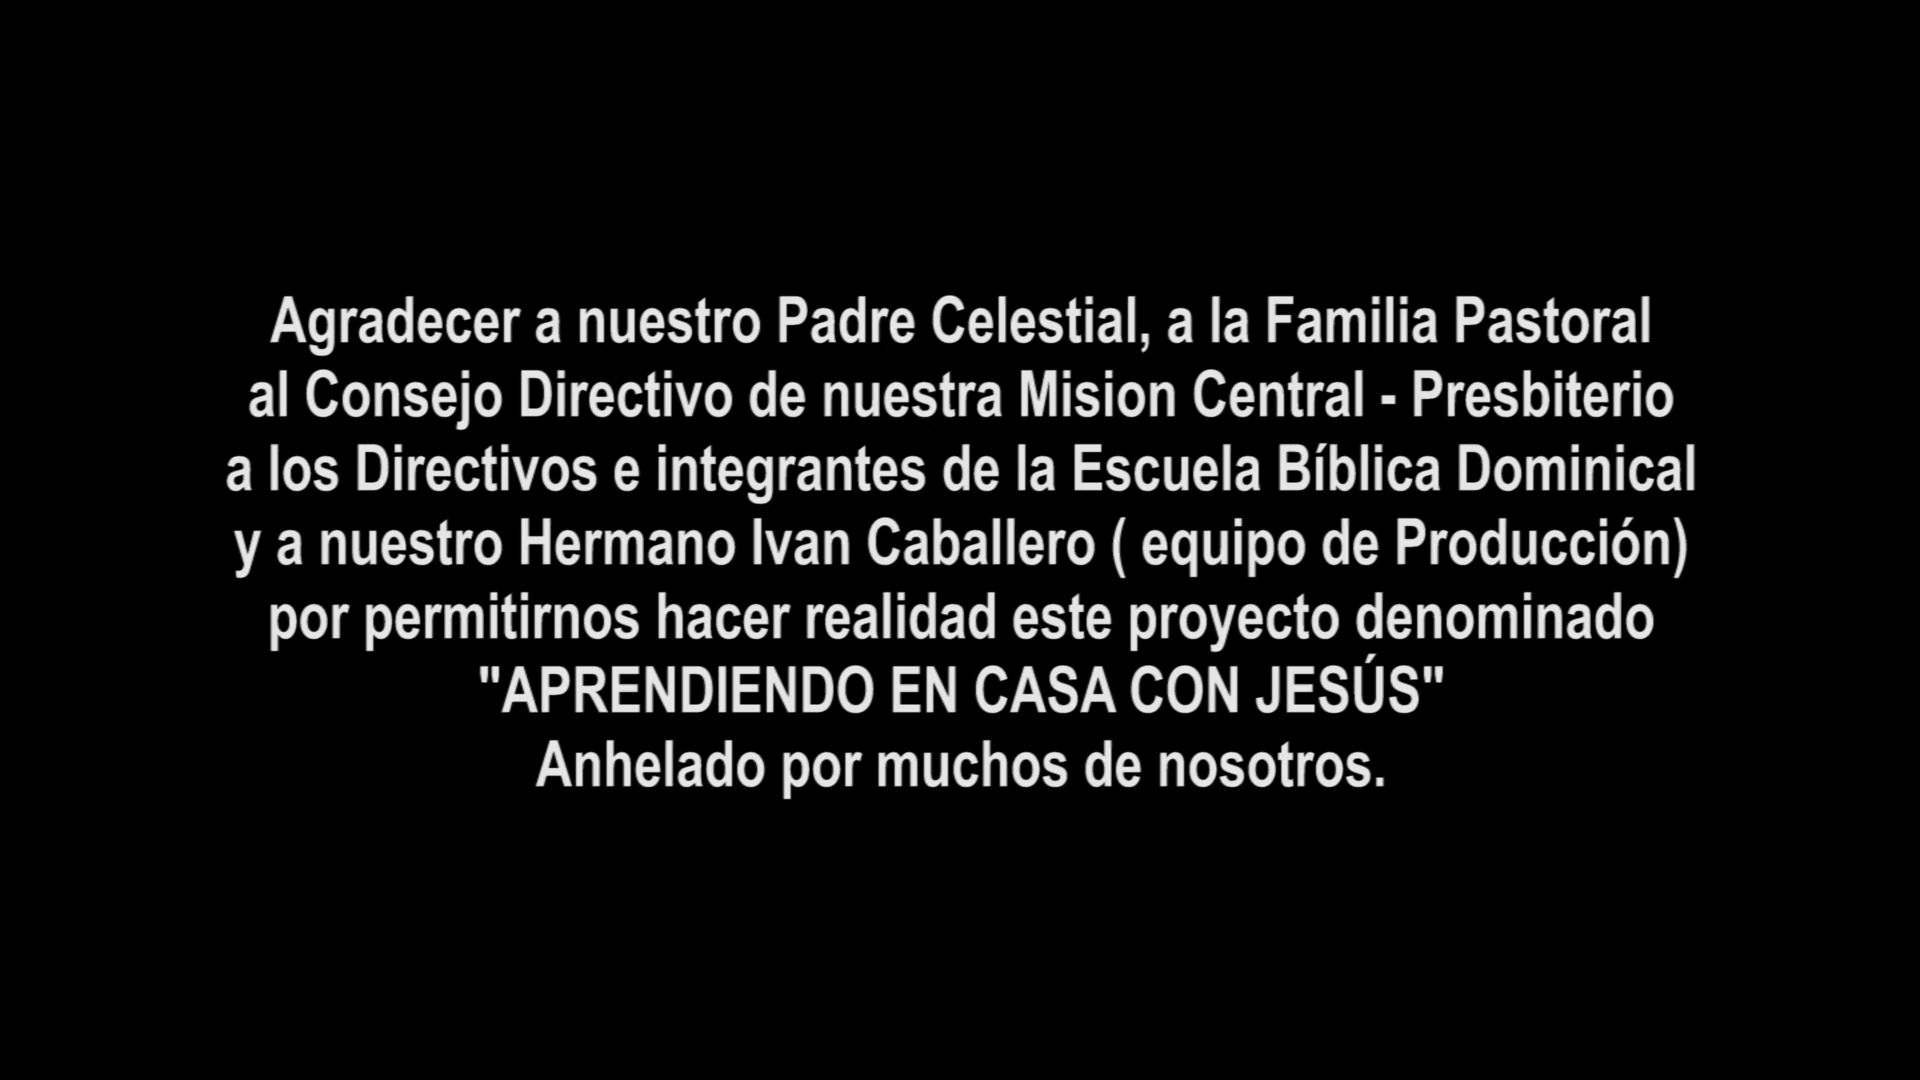 Agradecer a nuestro Padre Celestial, a la Familia Pastoral
al Consejo Directivo de nuestra Mision Central - Presbiterio
a los Directivos e integrantes de la Escuela Bíblica Dominical
y a nuestro Hermano Ivan Caballero ( equipo de Producción)
por permitirnos hacer realidad este proyecto denominado
"APRENDIENDO EN CASA CON JESÚS"
Anhelado por muchos de nosotros.